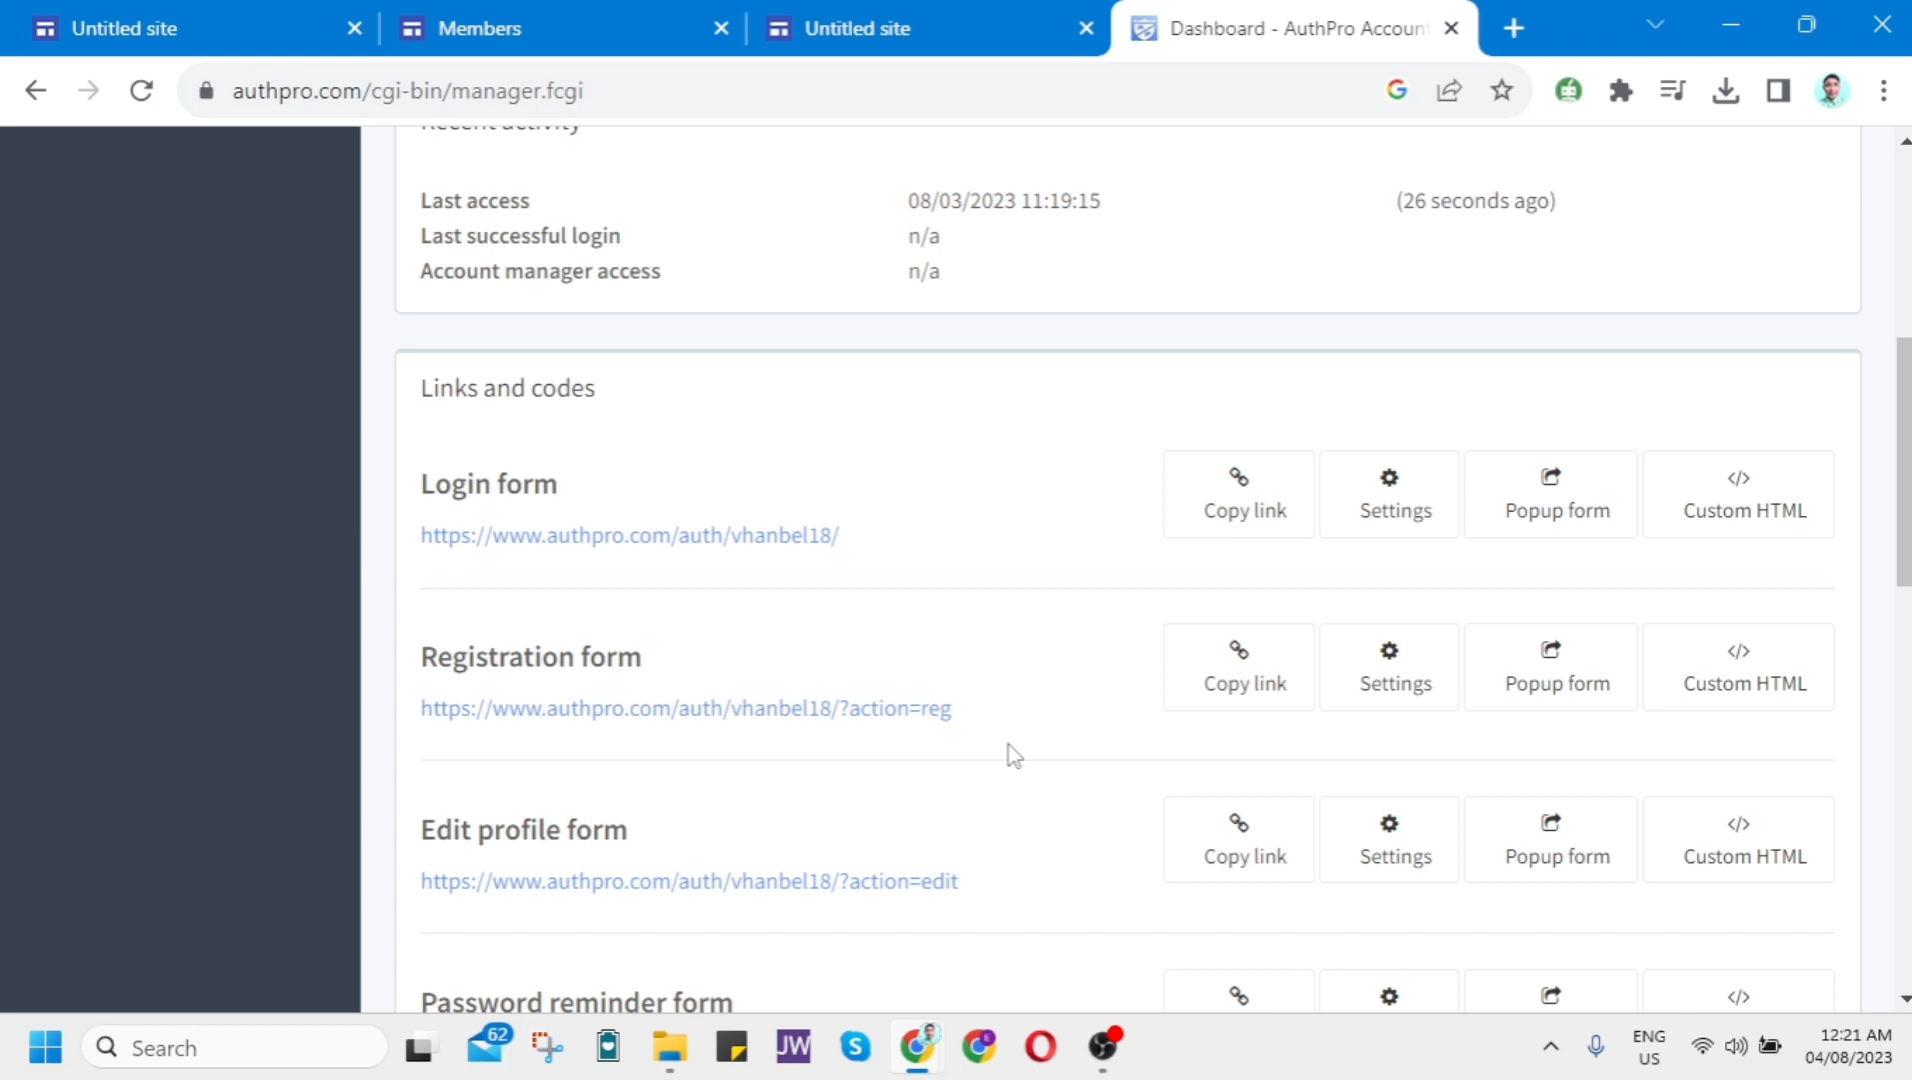 Untitled site
Members
Untitled site
Dashboard - AuthPro Accoun
authpro.com/cgi-bin/manager.fcgi
Recent activity
Last access 08/03/2023 11:19:15 (26 seconds ago)
Last successful login n/a
Account manager access n/a
Links and codes
Login form
https://www.authpro.com/auth/vhanbel18/
Copy link Settings Popup form Custom HTML
Registration form
https://www.authpro.com/auth/vhanbel18/?action=reg
Copy link Settings Popup form Custom HTML
Edit profile form
https://www.authpro.com/auth/vhanbel18/?action=edit
Copy link Settings Popup form Custom HTML
Password reminder form
Search
62
JW
S
ENG
US
12:21 AM
04/08/2023